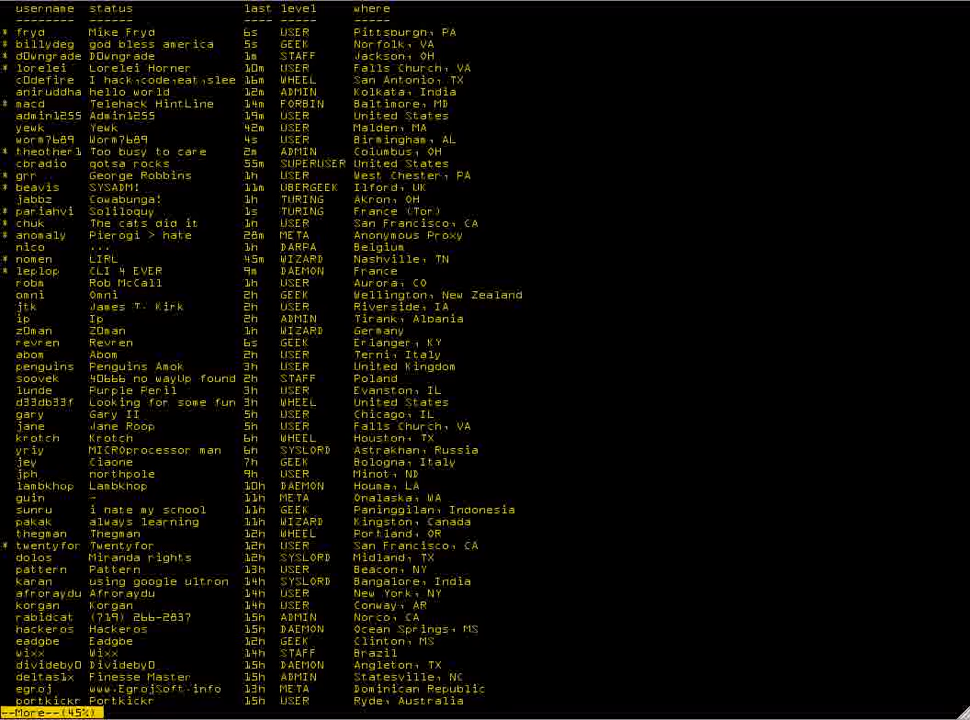 username status last level where
-------- ------ ---- ----- -----
* fryd Mike Fryd 6s USER Pittsburgh, PA
* billydeg god bless america 5s GEEK Norfolk, VA
* d0wngrade D0wngrade 1m STAFF Jackson, OH
* lorelei Lorelei Horner 10m USER Falls Church, VA
c0defire I hack,code,eat,slee 16m WHEEL San Antonio, TX
aniruddha hello world 12m ADMIN Kolkata, India
* macd Telehack HintLine 14m FORBIN Baltimore, MD
admin1255 Admin1255 19m USER United States
yewk Yewk 42m USER Malden, MA
worm7689 Worm7689 4s USER Birmingham, AL
* theother1 Too busy to care 2m ADMIN Columbus, OH
cbradio gotsa rocks 55m SUPERUSER United States
* grr George Robbins 1h USER West Chester, PA
* beavis SYSADM! 11m UBERGEEK Ilford, UK
jabbz Cowabunga! 1h TURING Akron, OH
* pariahvi Soliloquy 1s TURING France (Tor)
* chuk The cats did it 1h USER San Francisco, CA
* anomaly Pierogi > hate 28m META Anonymous Proxy
nico ... 1h DARPA Belgium
* nomen LIRL 45m WIZARD Nashville, TN
* leplop CLI 4 EVER 9m DAEMON France
robm Rob McCall 1h USER Aurora, CO
omni Omni 2h GEEK Wellington, New Zealand
jtk James T. Kirk 2h USER Riverside, IA
ip Ip 2h ADMIN Tirana, Albania
z0man Z0man 1h WIZARD Germany
revren Revren 6s GEEK Erlanger, KY
abom Abom 2h USER Terni, Italy
penguins Penguins Amok 3h USER United Kingdom
soovek 40666 no wayUp found 2h STAFF Poland
lunde Purple Peril 3h USER Evanston, IL
d33db33f Looking for some fun 3h WHEEL United States
gary Gary II 5h USER Chicago, IL
jane Jane Roop 5h USER Falls Church, VA
krotch Krotch 6h WHEEL Houston, TX
yriy MICROprocessor man 6h SYSLORD Astrakhan, Russia
jey Ciaone 7h GEEK Bologna, Italy
jph northpole 9h USER Minot, ND
lambkhop Lambkhop 10h DAEMON Houma, LA
guin - 11h META Onalaska, WA
sunru i hate my school 11h GEEK Paninggilan, Indonesia
pakak always learning 11h WIZARD Kingston, Canada
thegman Thegman 12h WHEEL Portland, OR
* twentyfor Twentyfor 12h USER San Francisco, CA
dolos Miranda rights 12h SYSLORD Midland, TX
pattern Pattern 13h USER Beacon, NY
karan using google ultron 14h SYSLORD Bangalore, India
afroraydu Afroraydu 14h USER New York, NY
korgan Korgan 14h USER Conway, AR
rabidcat (719) 266-2837 15h ADMIN Norco, CA
hackeros Hackeros 15h DAEMON Ocean Springs, MS
eadgbe Eadgbe 12h GEEK Clinton, MS
wixx Wixx 14h STAFF Brazil
divideby0 Divideby0 15h DAEMON Angleton, TX
deltas1x Finesse Master 15h ADMIN Statesville, NC
egroj www.EgrojSoft.info 13h META Dominican Republic
portkickr Portkickr 15h USER Ryde, Australia
--More--(45%)